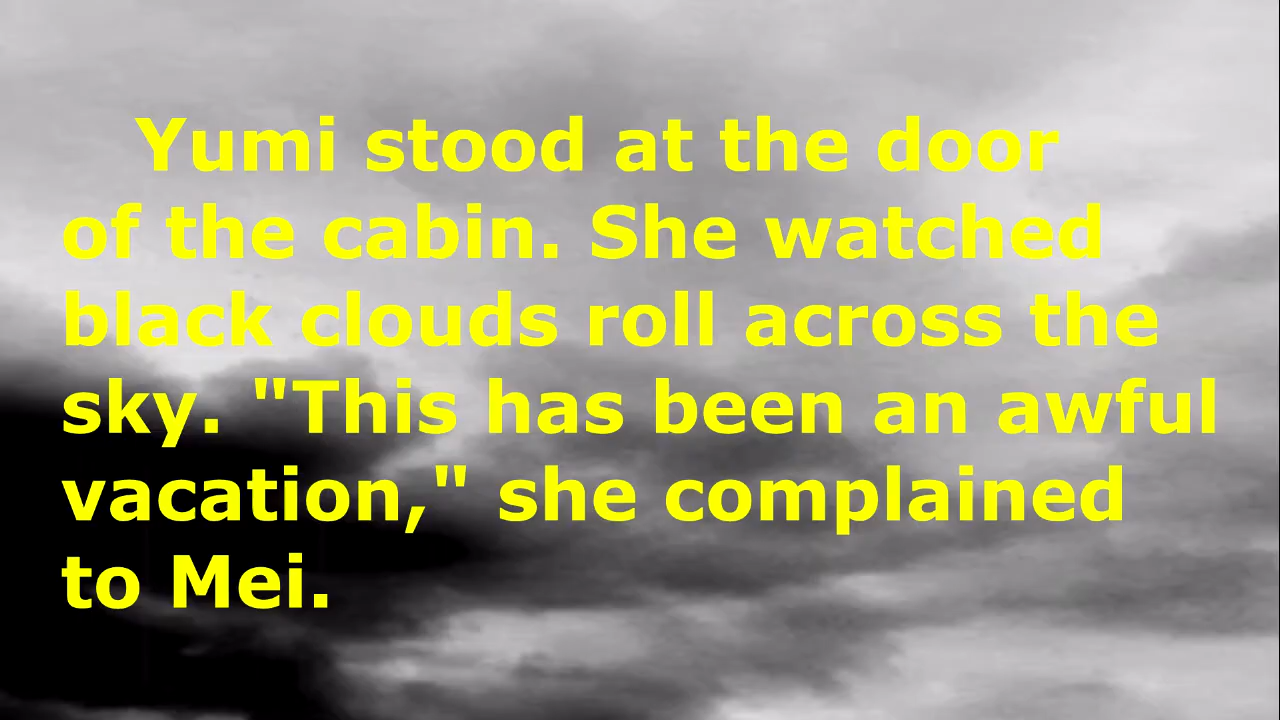 Yumi stood at the door
of the cabin. She watched
black clouds roll across the
sky. "This has been an awful
vacation," she complained
to Mei.